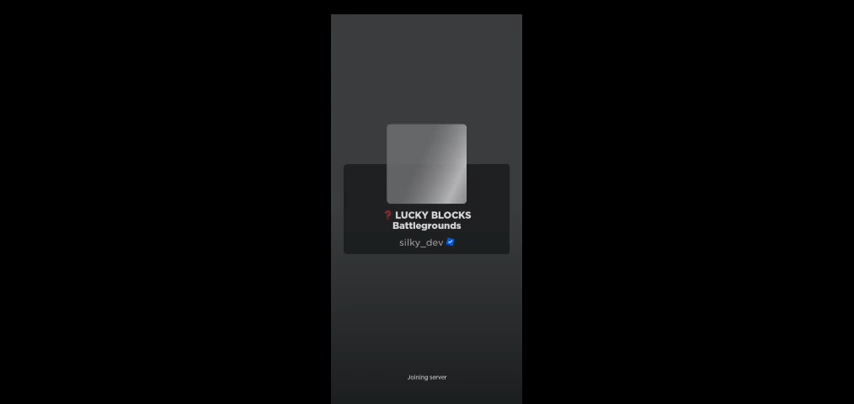 ❓ LUCKY BLOCKS
Battlegrounds
silky_dev
Joining server